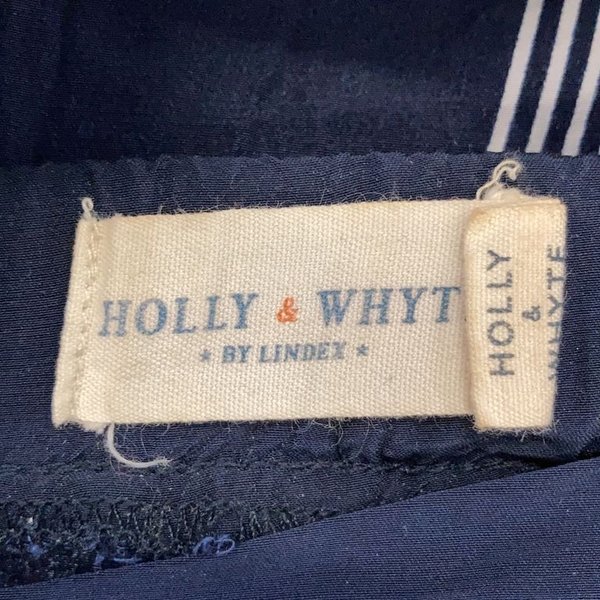 HOLLY & WHYT
* BY LINDEX *
HOLLY
&
WHYTE